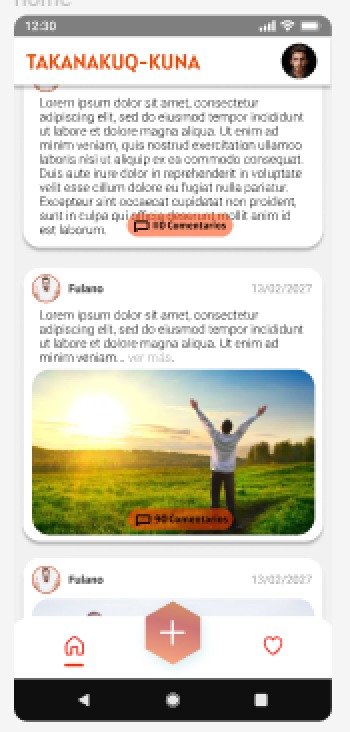 home
12:30
TAKANAKUQ-KUNA
Lorem ipsum dolor sit amet, consectetur
adipiscing elit, sed do eiusmod tempor incididunt
ut labore et dolore magna aliqua. Ut enim ad
minim veniam, quis nostrud exercitation ullamco
laboris nisi ut aliquip ex ea commodo consequat.
Duis aute irure dolor in reprehenderit in voluptate
velit esse cillum dolore eu fugiat nulla pariatur.
Excepteur sint occaecat cupidatat non proident,
sunt in culpa qui officia deserunt mollit anim id
est laborum.
Comentarios
Fulano 13/02/2027
Lorem ipsum dolor sit amet, consectetur
adipiscing elit, sed do eiusmod tempor incididunt
ut labore et dolore magna aliqua. Ut enim ad
minim veniam... ver más.
90 Comentarios
Fulano 13/02/2027